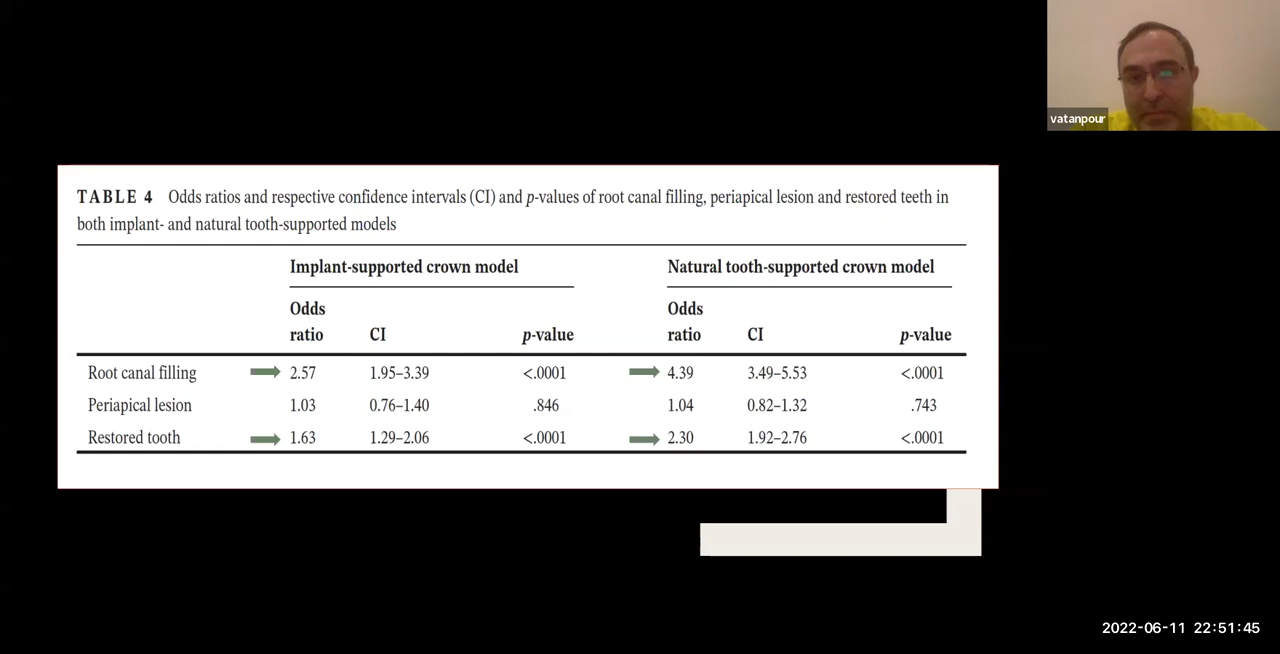 vatanpour
TABLE 4 Odds ratios and respective confidence intervals (CI) and p-values of root canal filling, periapical lesion and restored teeth in
both implant- and natural tooth-supported models
Implant-supported crown model Natural tooth-supported crown model
Odds Odds
ratio CI p-value ratio CI p-value
Root canal filling 2.57 1.95–3.39 <.0001 4.39 3.49–5.53 <.0001
Periapical lesion 1.03 0.76–1.40 .846 1.04 0.82–1.32 .743
Restored tooth 1.63 1.29–2.06 <.0001 2.30 1.92–2.76 <.0001
2022-06-11 22:51:45